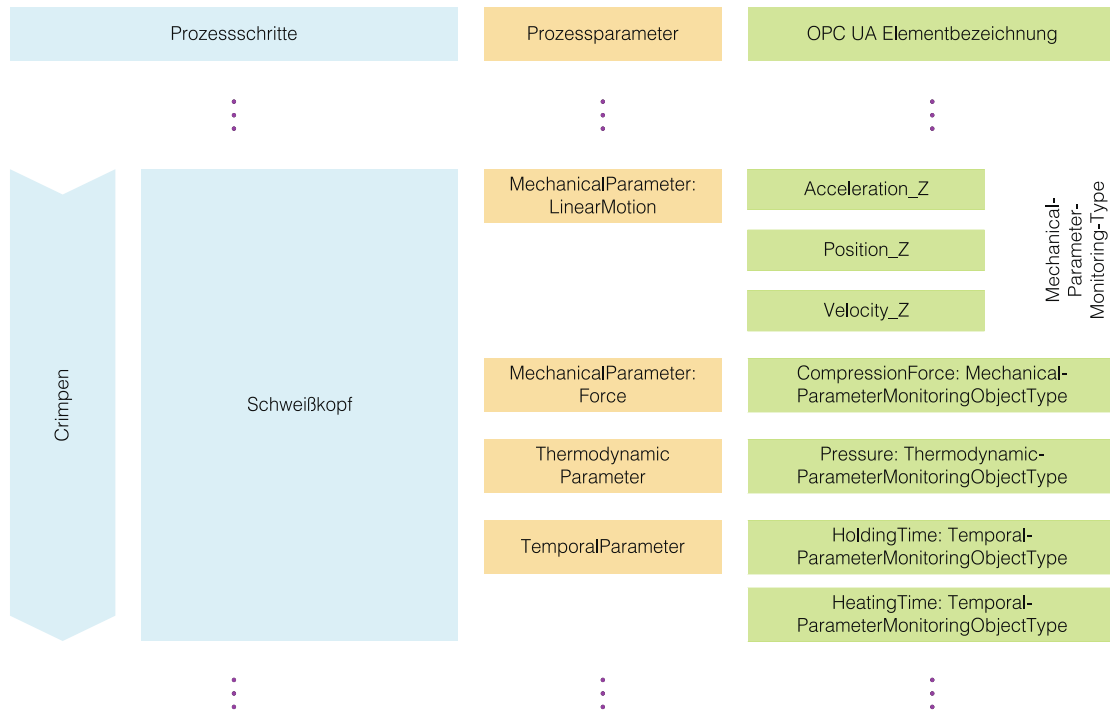 Prozessschritte
Prozessparameter
OPC UA Elementbezeichnung
Crimpen
Schweißkopf
MechanicalParameter:
LinearMotion
Acceleration_Z
Position_Z
Velocity_Z
Mechanical-
Parameter-
Monitoring-Type
MechanicalParameter:
Force
CompressionForce: Mechanical-
ParameterMonitoringObjectType
Thermodynamic
Parameter
Pressure: Thermodynamic-
ParameterMonitoringObjectType
TemporalParameter
HoldingTime: Temporal-
ParameterMonitoringObjectType
HeatingTime: Temporal-
ParameterMonitoringObjectType